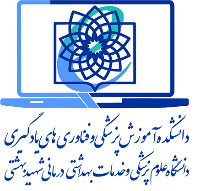 دانشکده آموزش پزشکی و فناوری های یادگیری
دانشگاه علوم پزشکی و خدمات بهداشتی درمانی شهید بهشتی